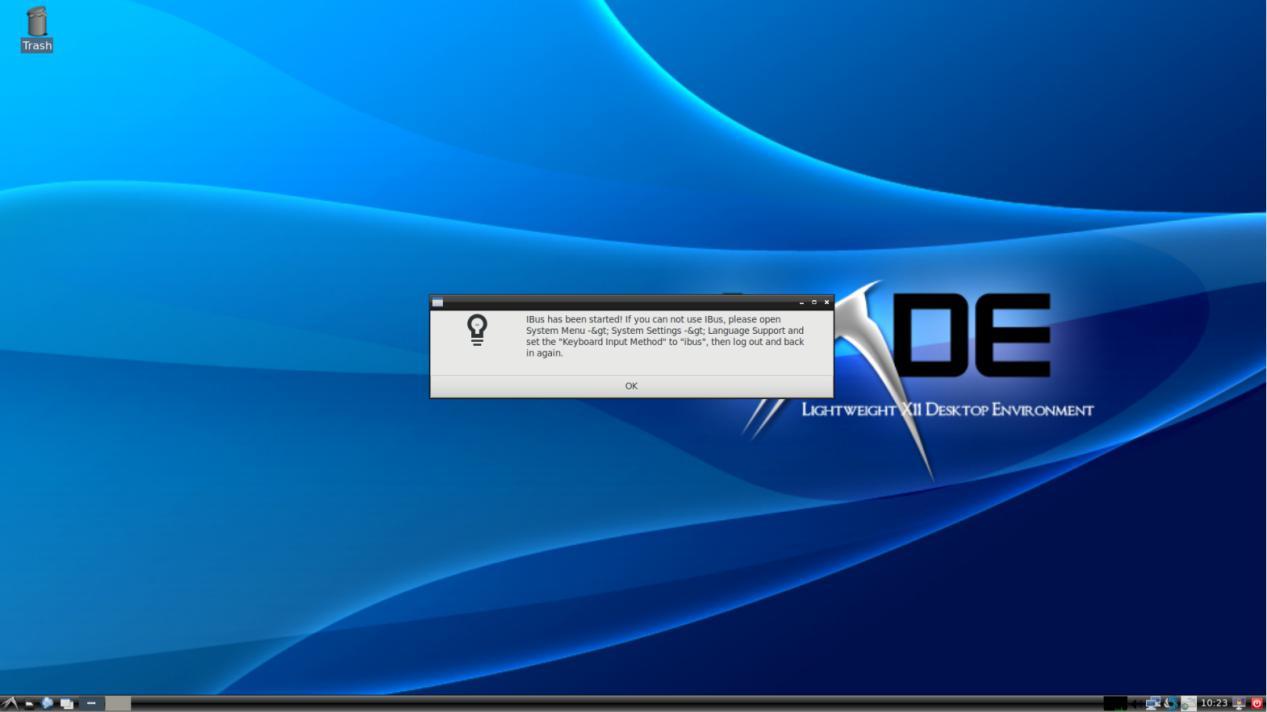 Trash
IBus has been started! If you can not use IBus, please open
System Menu -&gt; System Settings -&gt; Language Support and
set the "Keyboard Input Method" to "ibus", then log out and back
in again.
OK
DE
LIGHTWEIGHT X11 DESKTOP ENVIRONMENT
10:23